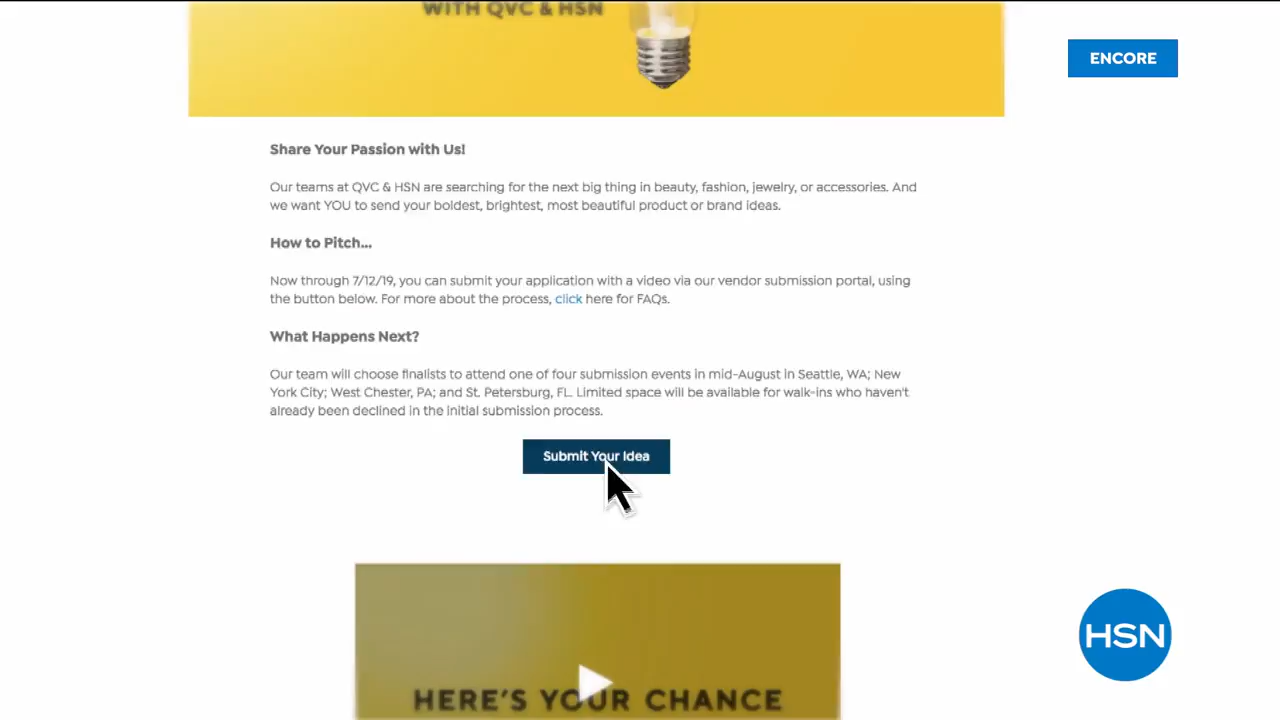 WITH QVC & HSN
ENCORE
Share Your Passion with Us!
Our teams at QVC & HSN are searching for the next big thing in beauty, fashion, jewelry, or accessories. And
we want YOU to send your boldest, brightest, most beautiful product or brand ideas.
How to Pitch...
Now through 7/12/19, you can submit your application with a video via our vendor submission portal, using
the button below. For more about the process, click here for FAQs.
What Happens Next?
Our team will choose finalists to attend one of four submission events in mid-August in Seattle, WA; New
York City; West Chester, PA; and St. Petersburg, FL. Limited space will be available for walk-ins who haven't
already been declined in the initial submission process.
Submit Your Idea
HSN
HERE'S YOUR CHANCE